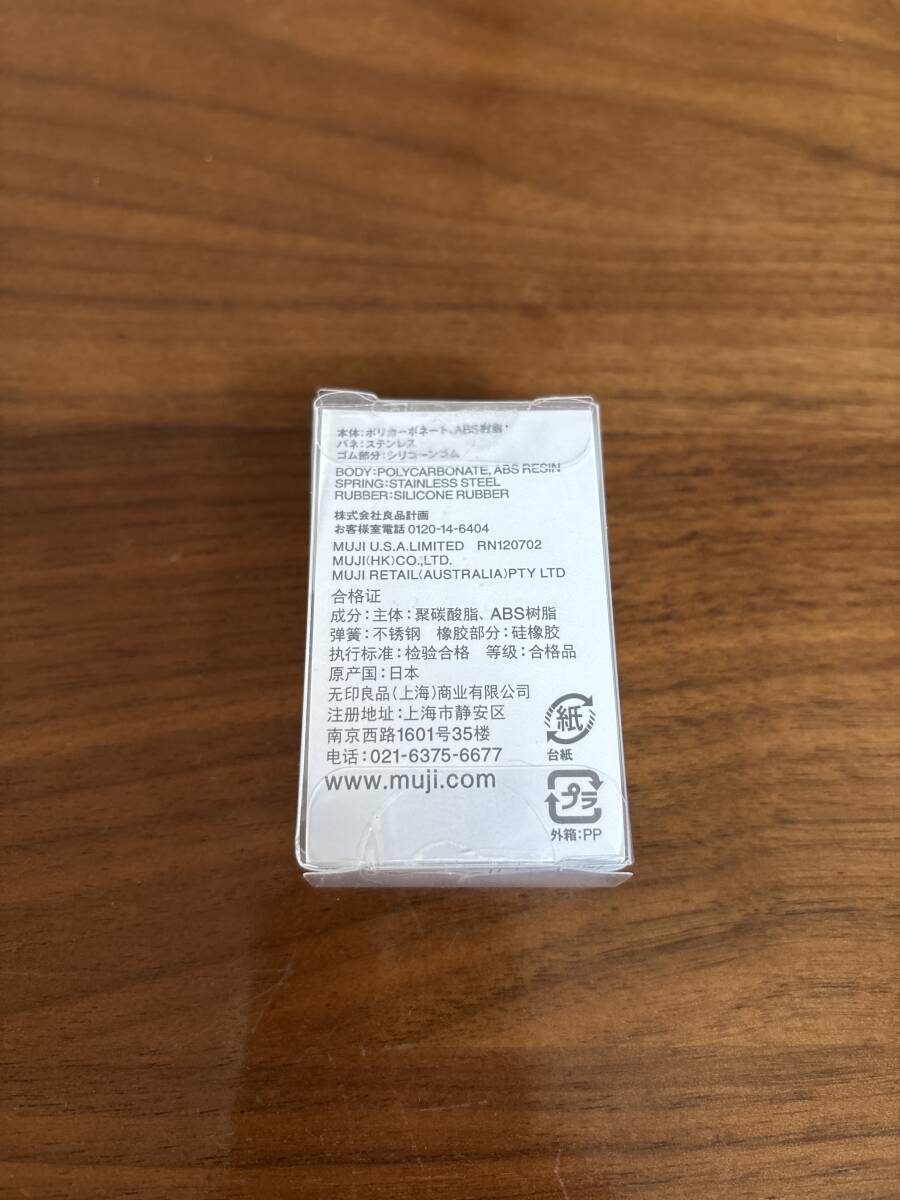 本体:ポリカーボネート、ABS樹脂
バネ:ステンレス
ゴム部分:シリコーンゴム
BODY:POLYCARBONATE, ABS RESIN
SPRING:STAINLESS STEEL
RUBBER:SILICONE RUBBER
株式会社良品計画
お客様室電話 0120-14-6404
MUJI U.S.A.LIMITED RN120702
MUJI(HK)CO.,LTD.
MUJI RETAIL(AUSTRALIA)PTY LTD
合格证
成分:主体:聚碳酸脂、ABS树脂
弹簧:不锈钢 橡胶部分:硅橡胶
执行标准:检验合格 等级:合格品
原产国:日本
无印良品(上海)商业有限公司
注册地址:上海市静安区
南京西路1601号35楼
电话:021-6375-6677
www.muji.com
紙
台紙
プラ
外箱:PP